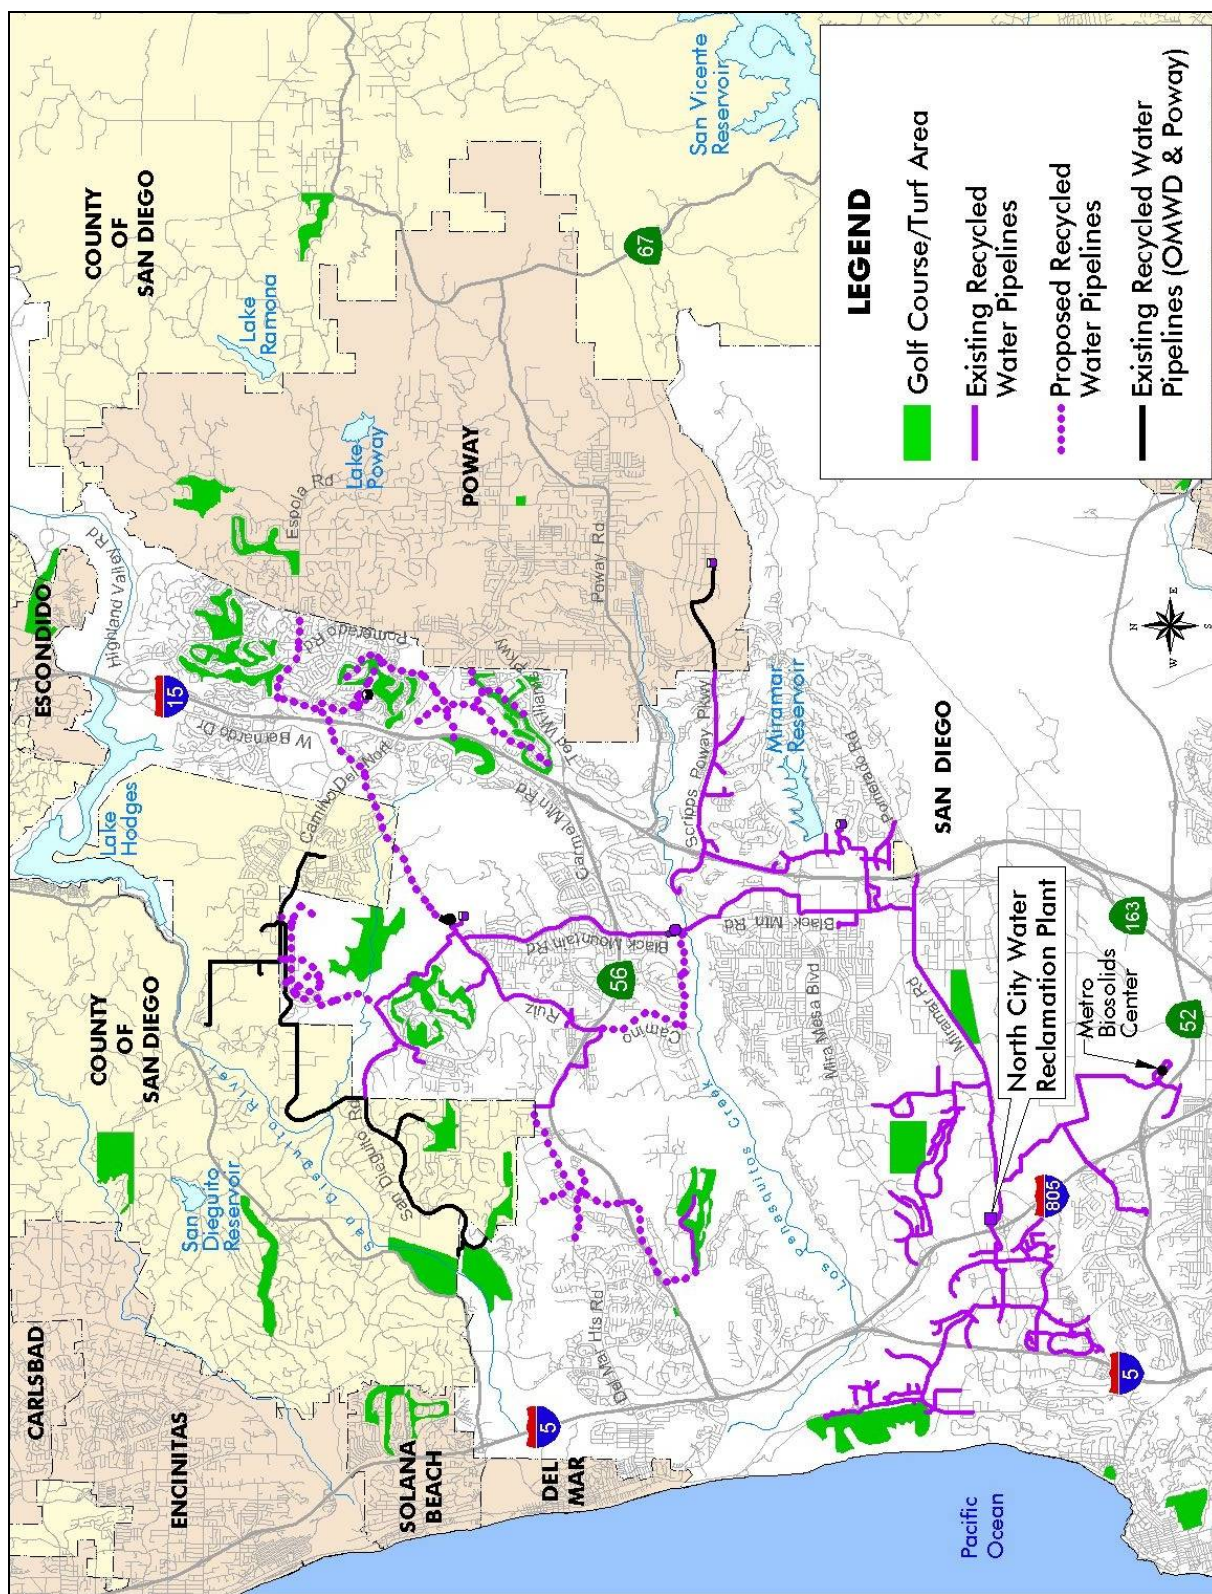 CARLSBAD
ENCINITAS
SOLANA
BEACH
DEL
MAR
COUNTY
OF
SAN DIEGO
ESCONDIDO
COUNTY
OF
SAN DIEGO
POWAY
SAN DIEGO
San
Dieguito
Reservoir
San Dieguito River
San Dieguito Rd
Lake
Hodges
Highland Valley Rd
15
W Bernardo Dr
Camino Del Nort
Pomerado Rd
Espola Rd
Lake
Ramona
Lake
Poway
San Vicente
Reservoir
67
Ted Williams Pkwy
Poway Rd
Carmel Mtn Rd
Scripps Poway Pkwy
Miramar
Reservoir
Pomerado Rd
Black Mountain Rd
Black Mtn Rd
56
Camino
Ruiz
Mira Mesa Blvd
Miramar Rd
Los Penasquitos Creek
Del Mar Hts Rd
5
805
5
163
52
North City Water
Reclamation Plant
Metro
Biosolids
Center
Pacific
Ocean
N
E
S
W
LEGEND
Golf Course/Turf Area
Existing Recycled
Water Pipelines
Proposed Recycled
Water Pipelines
Existing Recycled Water
Pipelines (OMWD & Poway)